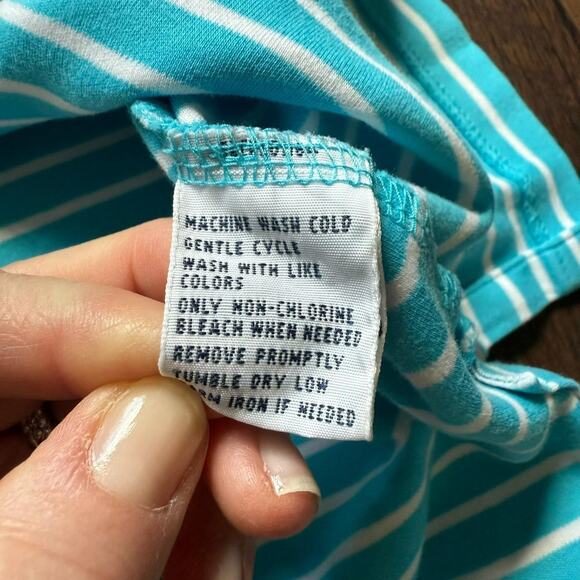 MACHINE WASH COLD
GENTLE CYCLE
WASH WITH LIKE
COLORS
ONLY NON-CHLORINE
BLEACH WHEN NEEDED
REMOVE PROMPTLY
TUMBLE DRY LOW
IRON IF NEEDED